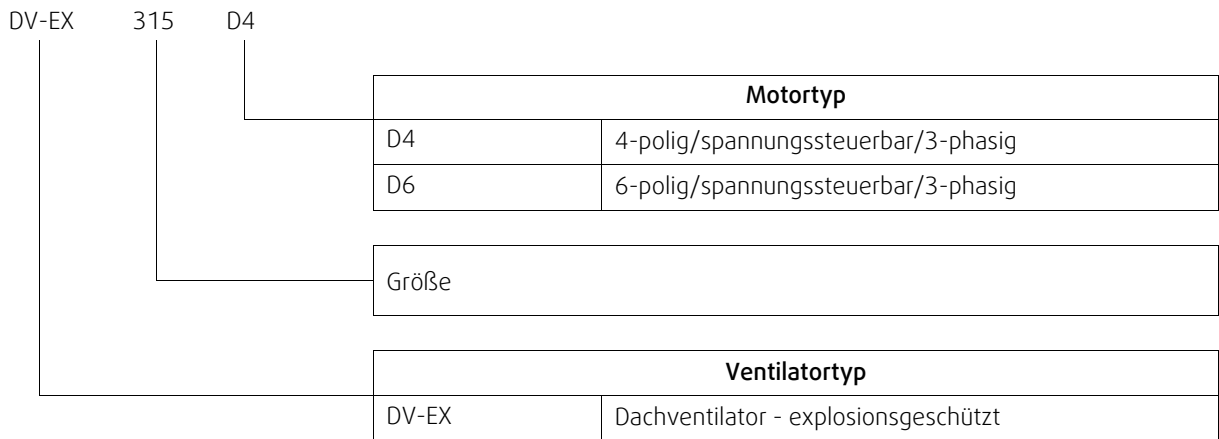 DV-EX 315 D4
Motortyp
D4 4-polig/spannungssteuerbar/3-phasig
D6 6-polig/spannungssteuerbar/3-phasig
Größe
Ventilatortyp
DV-EX Dachventilator - explosionsgeschützt